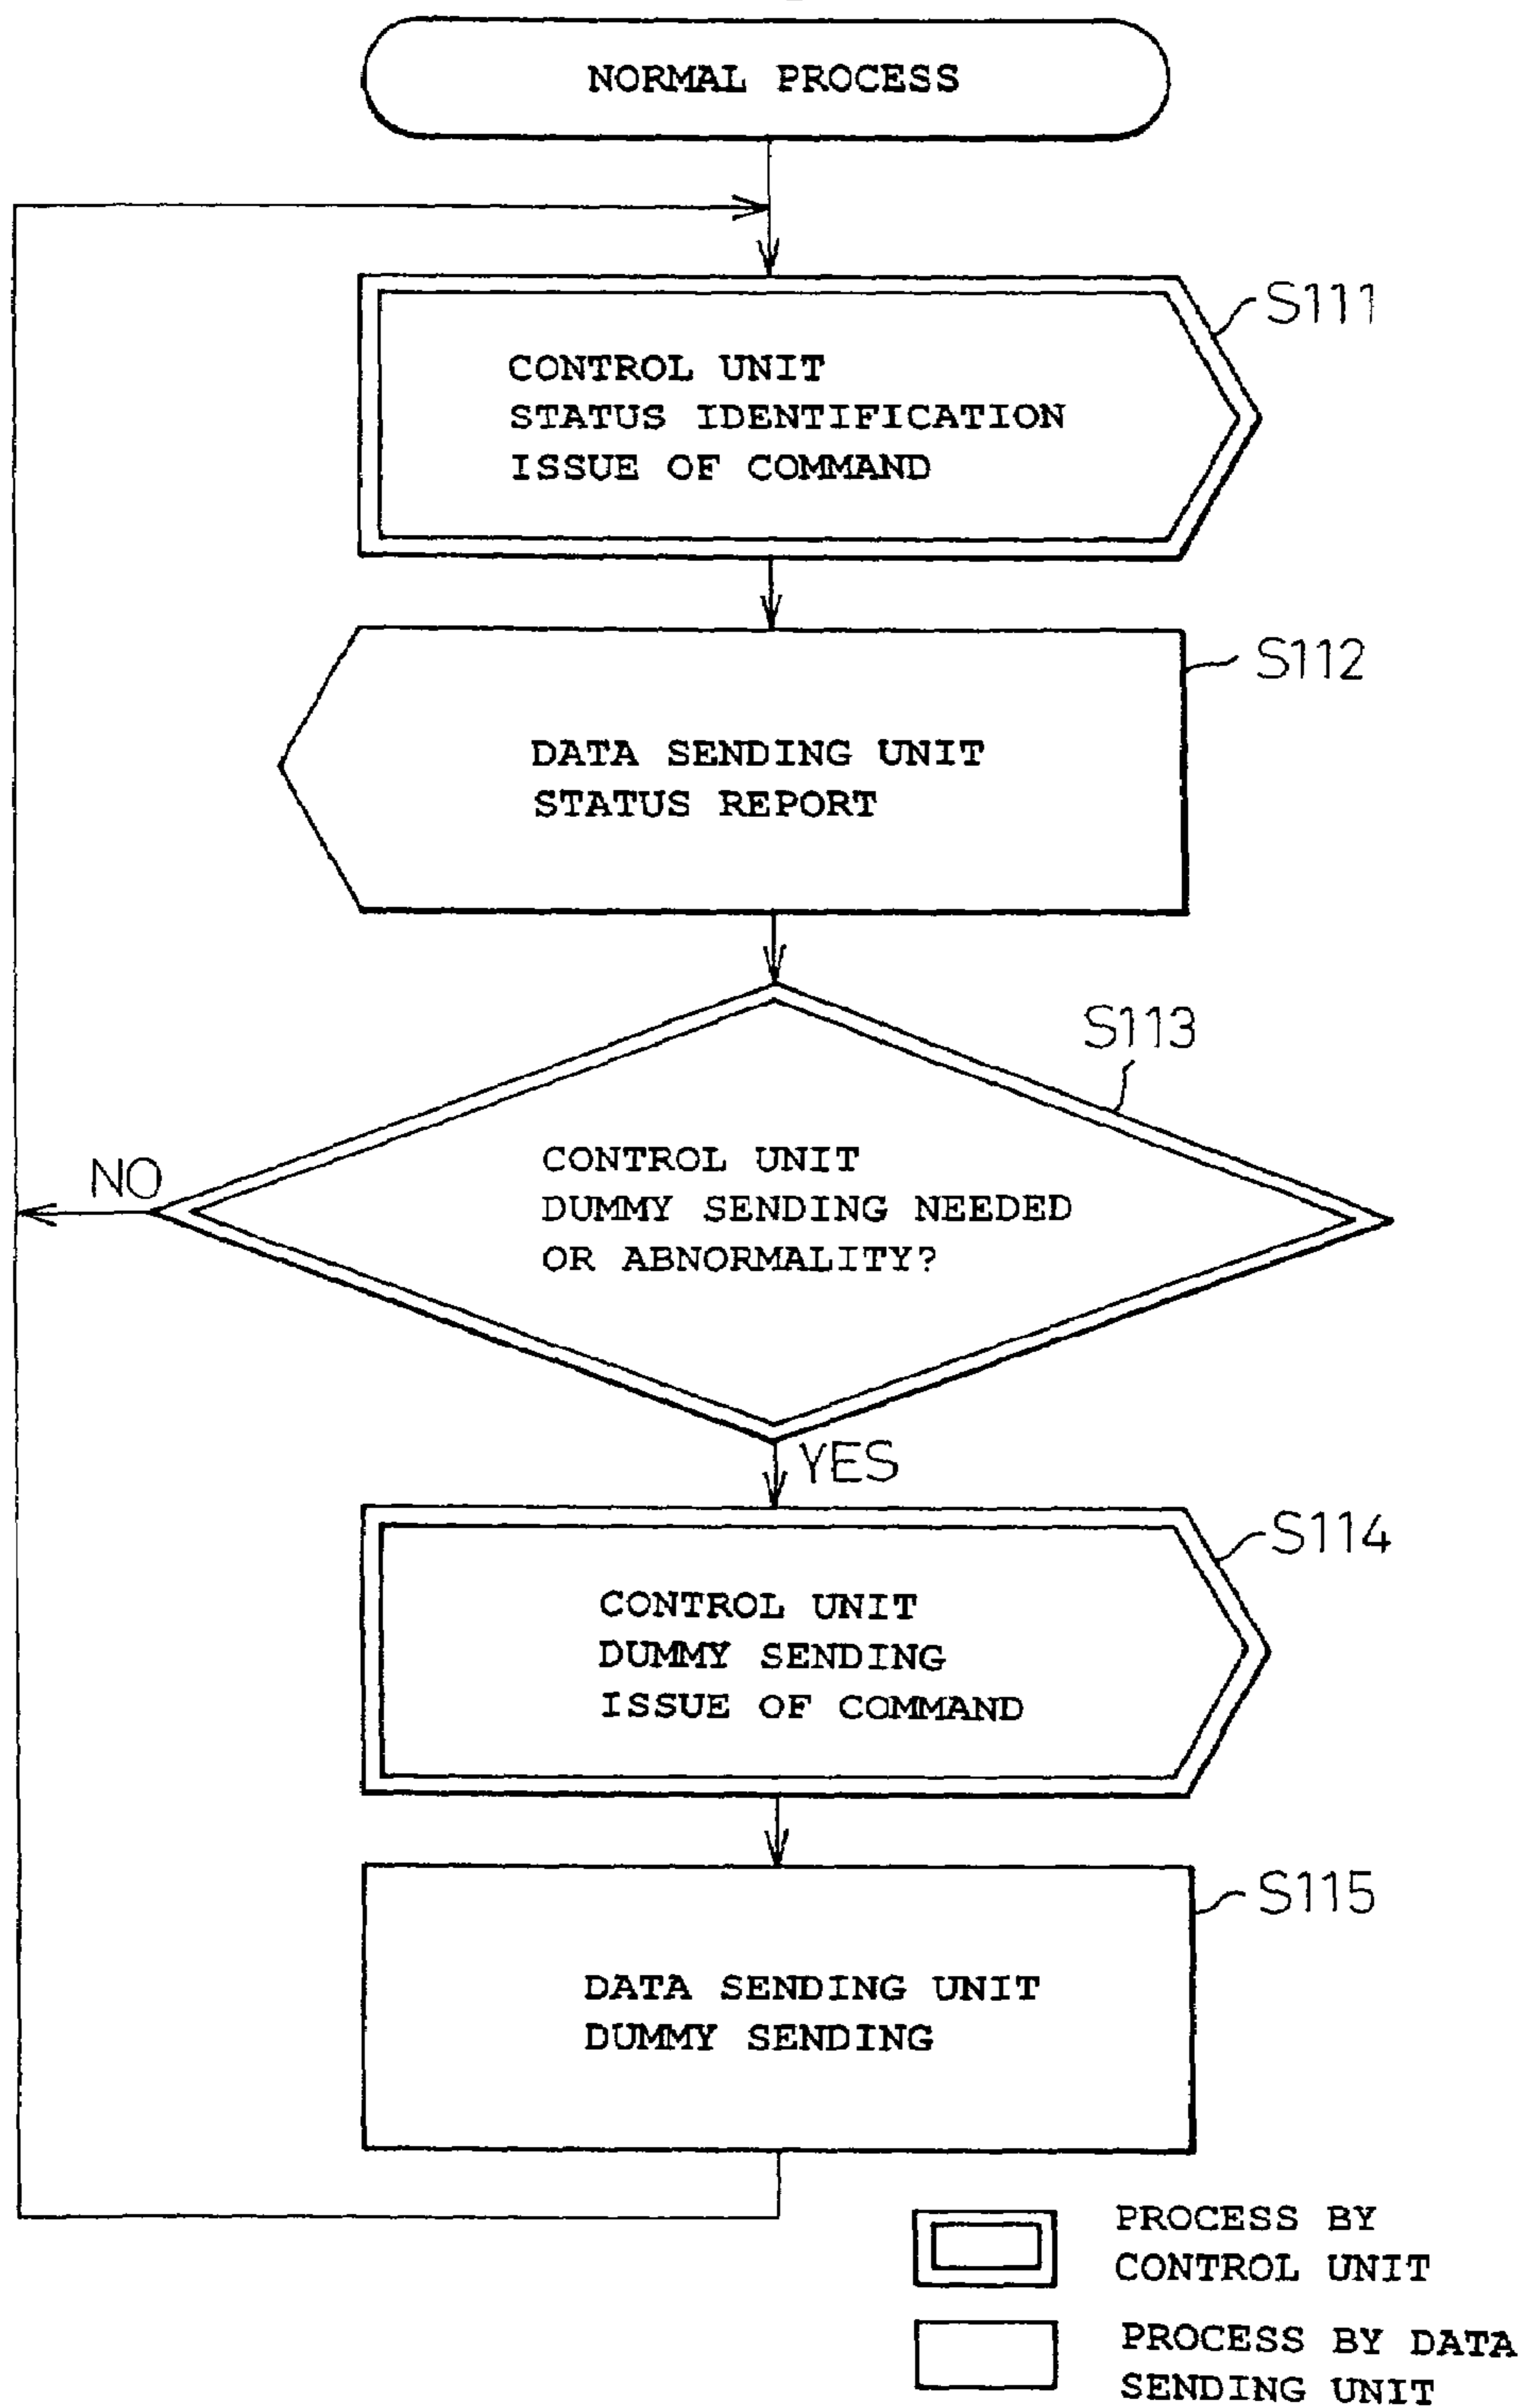 NORMAL PROCESS
S111
CONTROL UNIT
STATUS IDENTIFICATION
ISSUE OF COMMAND
S112
DATA SENDING UNIT
STATUS REPORT
S113
CONTROL UNIT
DUMMY SENDING NEEDED
OR ABNORMALITY?
NO
YES
S114
CONTROL UNIT
DUMMY SENDING
ISSUE OF COMMAND
S115
DATA SENDING UNIT
DUMMY SENDING
PROCESS BY
CONTROL UNIT
PROCESS BY DATA
SENDING UNIT